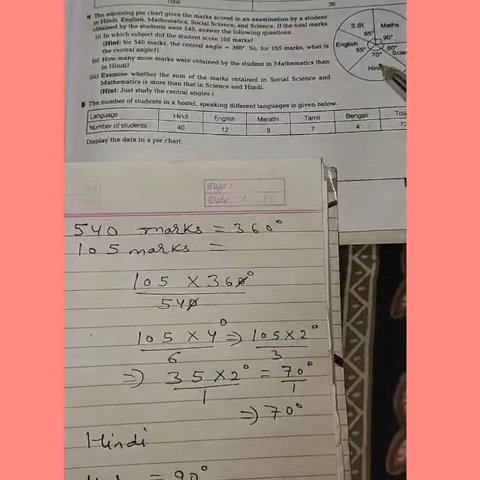 Total 36
The adjoining pie chart gives the marks scored in an examination by a student
in Hindi, English, Mathematics, Social Science, and Science. If the total marks
obtained by the students were 540, answer the following questions.
(i) In which subject did the student score 105 marks?
(Hint: for 540 marks, the central angle = 360°. So, for 105 marks, what is
the central angle?)
(ii) How many more marks were obtained by the student in Mathematics than
in Hindi?
(iii) Examine whether the sum of the marks obtained in Social Science and
Mathematics is more than that in Science and Hindi.
(Hint: Just study the central angles.)
S.St. Maths
65° 90°
English
55° 80°
70°
The number of students in a hostel, speaking different languages is given below.
Language Hindi English Marathi Tamil Bengali
Number of students 40 12 9 7 4 72
Display the data in a pie chart.
Page:
Date:
540 marks = 360°
105 marks =
105 × 360°
540
105 × 4° ⇒ 105 × 2°
6 3
⇒ 35 × 2° = 70°
1 1
⇒ 70°
Hindi
= 90°